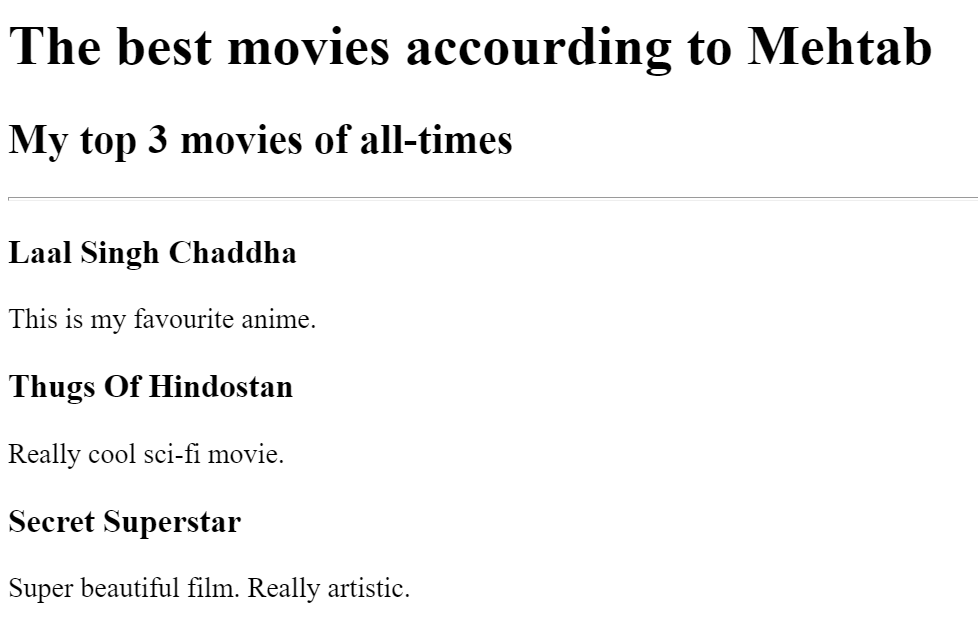 The best movies accourding to Mehtab
My top 3 movies of all-times
Laal Singh Chaddha
This is my favourite anime.
Thugs Of Hindostan
Really cool sci-fi movie.
Secret Superstar
Super beautiful film. Really artistic.